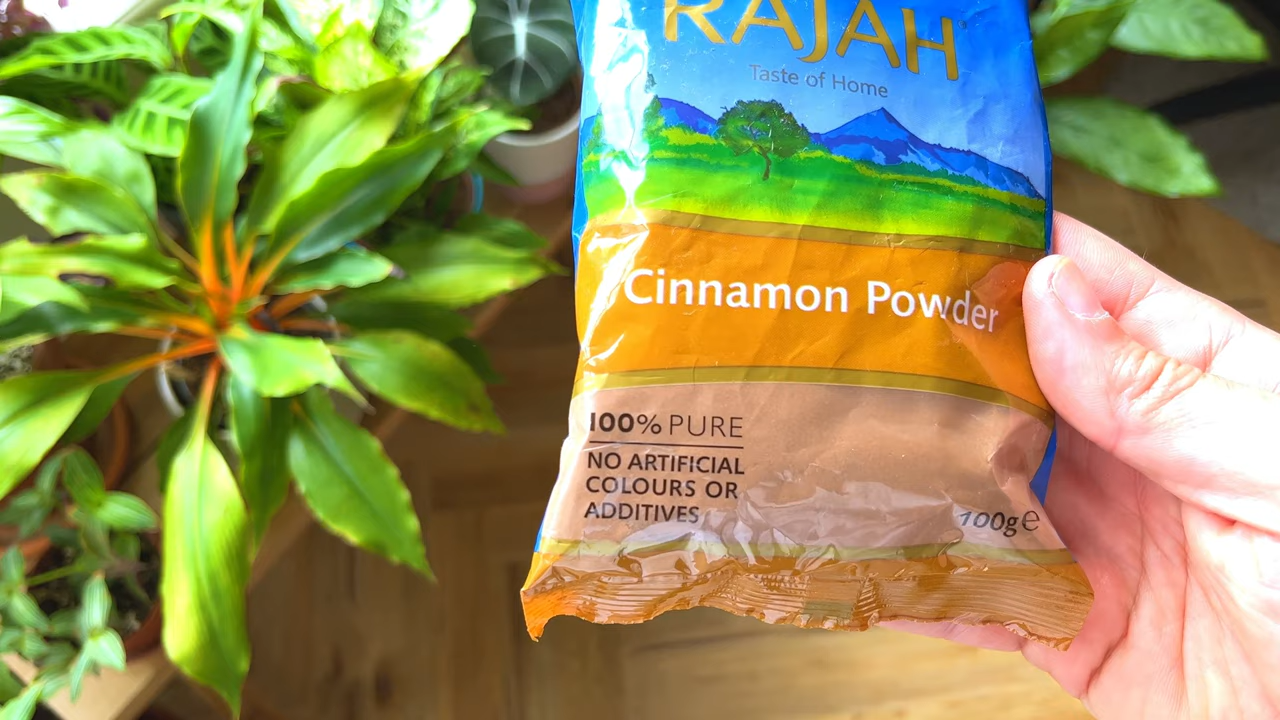 RAJAH
Taste of Home
Cinnamon Powder
100% PURE
NO ARTIFICIAL
COLOURS OR
ADDITIVES
100g℮